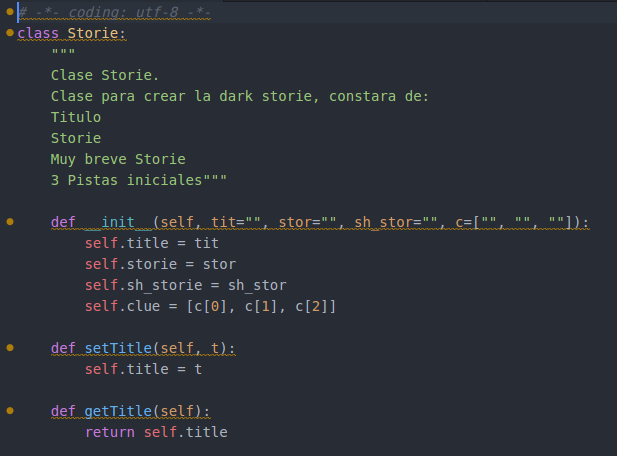 # -*- coding: utf-8 -*-
class Storie:
    """
    Clase Storie.
    Clase para crear la dark storie, constara de:
    Titulo
    Storie
    Muy breve Storie
    3 Pistas iniciales"""

    def __init__(self, tit="", stor="", sh_stor="", c=["", "", ""]):
        self.title = tit
        self.storie = stor
        self.sh_storie = sh_stor
        self.clue = [c[0], c[1], c[2]]

    def setTitle(self, t):
        self.title = t

    def getTitle(self):
        return self.title